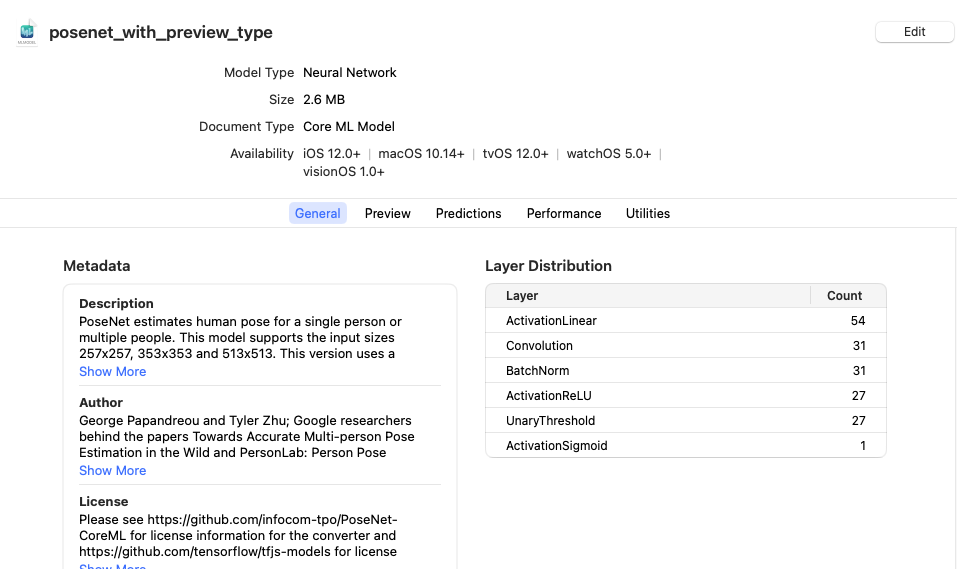 posenet_with_preview_type
Edit
Model Type Neural Network
Size 2.6 MB
Document Type Core ML Model
Availability iOS 12.0+ | macOS 10.14+ | tvOS 12.0+ | watchOS 5.0+ |
visionOS 1.0+
General Preview Predictions Performance Utilities
Metadata
Description
PoseNet estimates human pose for a single person or
multiple people. This model supports the input sizes
257x257, 353x353 and 513x513. This version uses a
Show More
Author
George Papandreou and Tyler Zhu; Google researchers
behind the papers Towards Accurate Multi-person Pose
Estimation in the Wild and PersonLab: Person Pose
Show More
License
Please see https://github.com/infocom-tpo/PoseNet-
CoreML for license information for the converter and
https://github.com/tensorflow/tfjs-models for license
Show More
Layer Distribution
Layer Count
ActivationLinear 54
Convolution 31
BatchNorm 31
ActivationReLU 27
UnaryThreshold 27
ActivationSigmoid 1